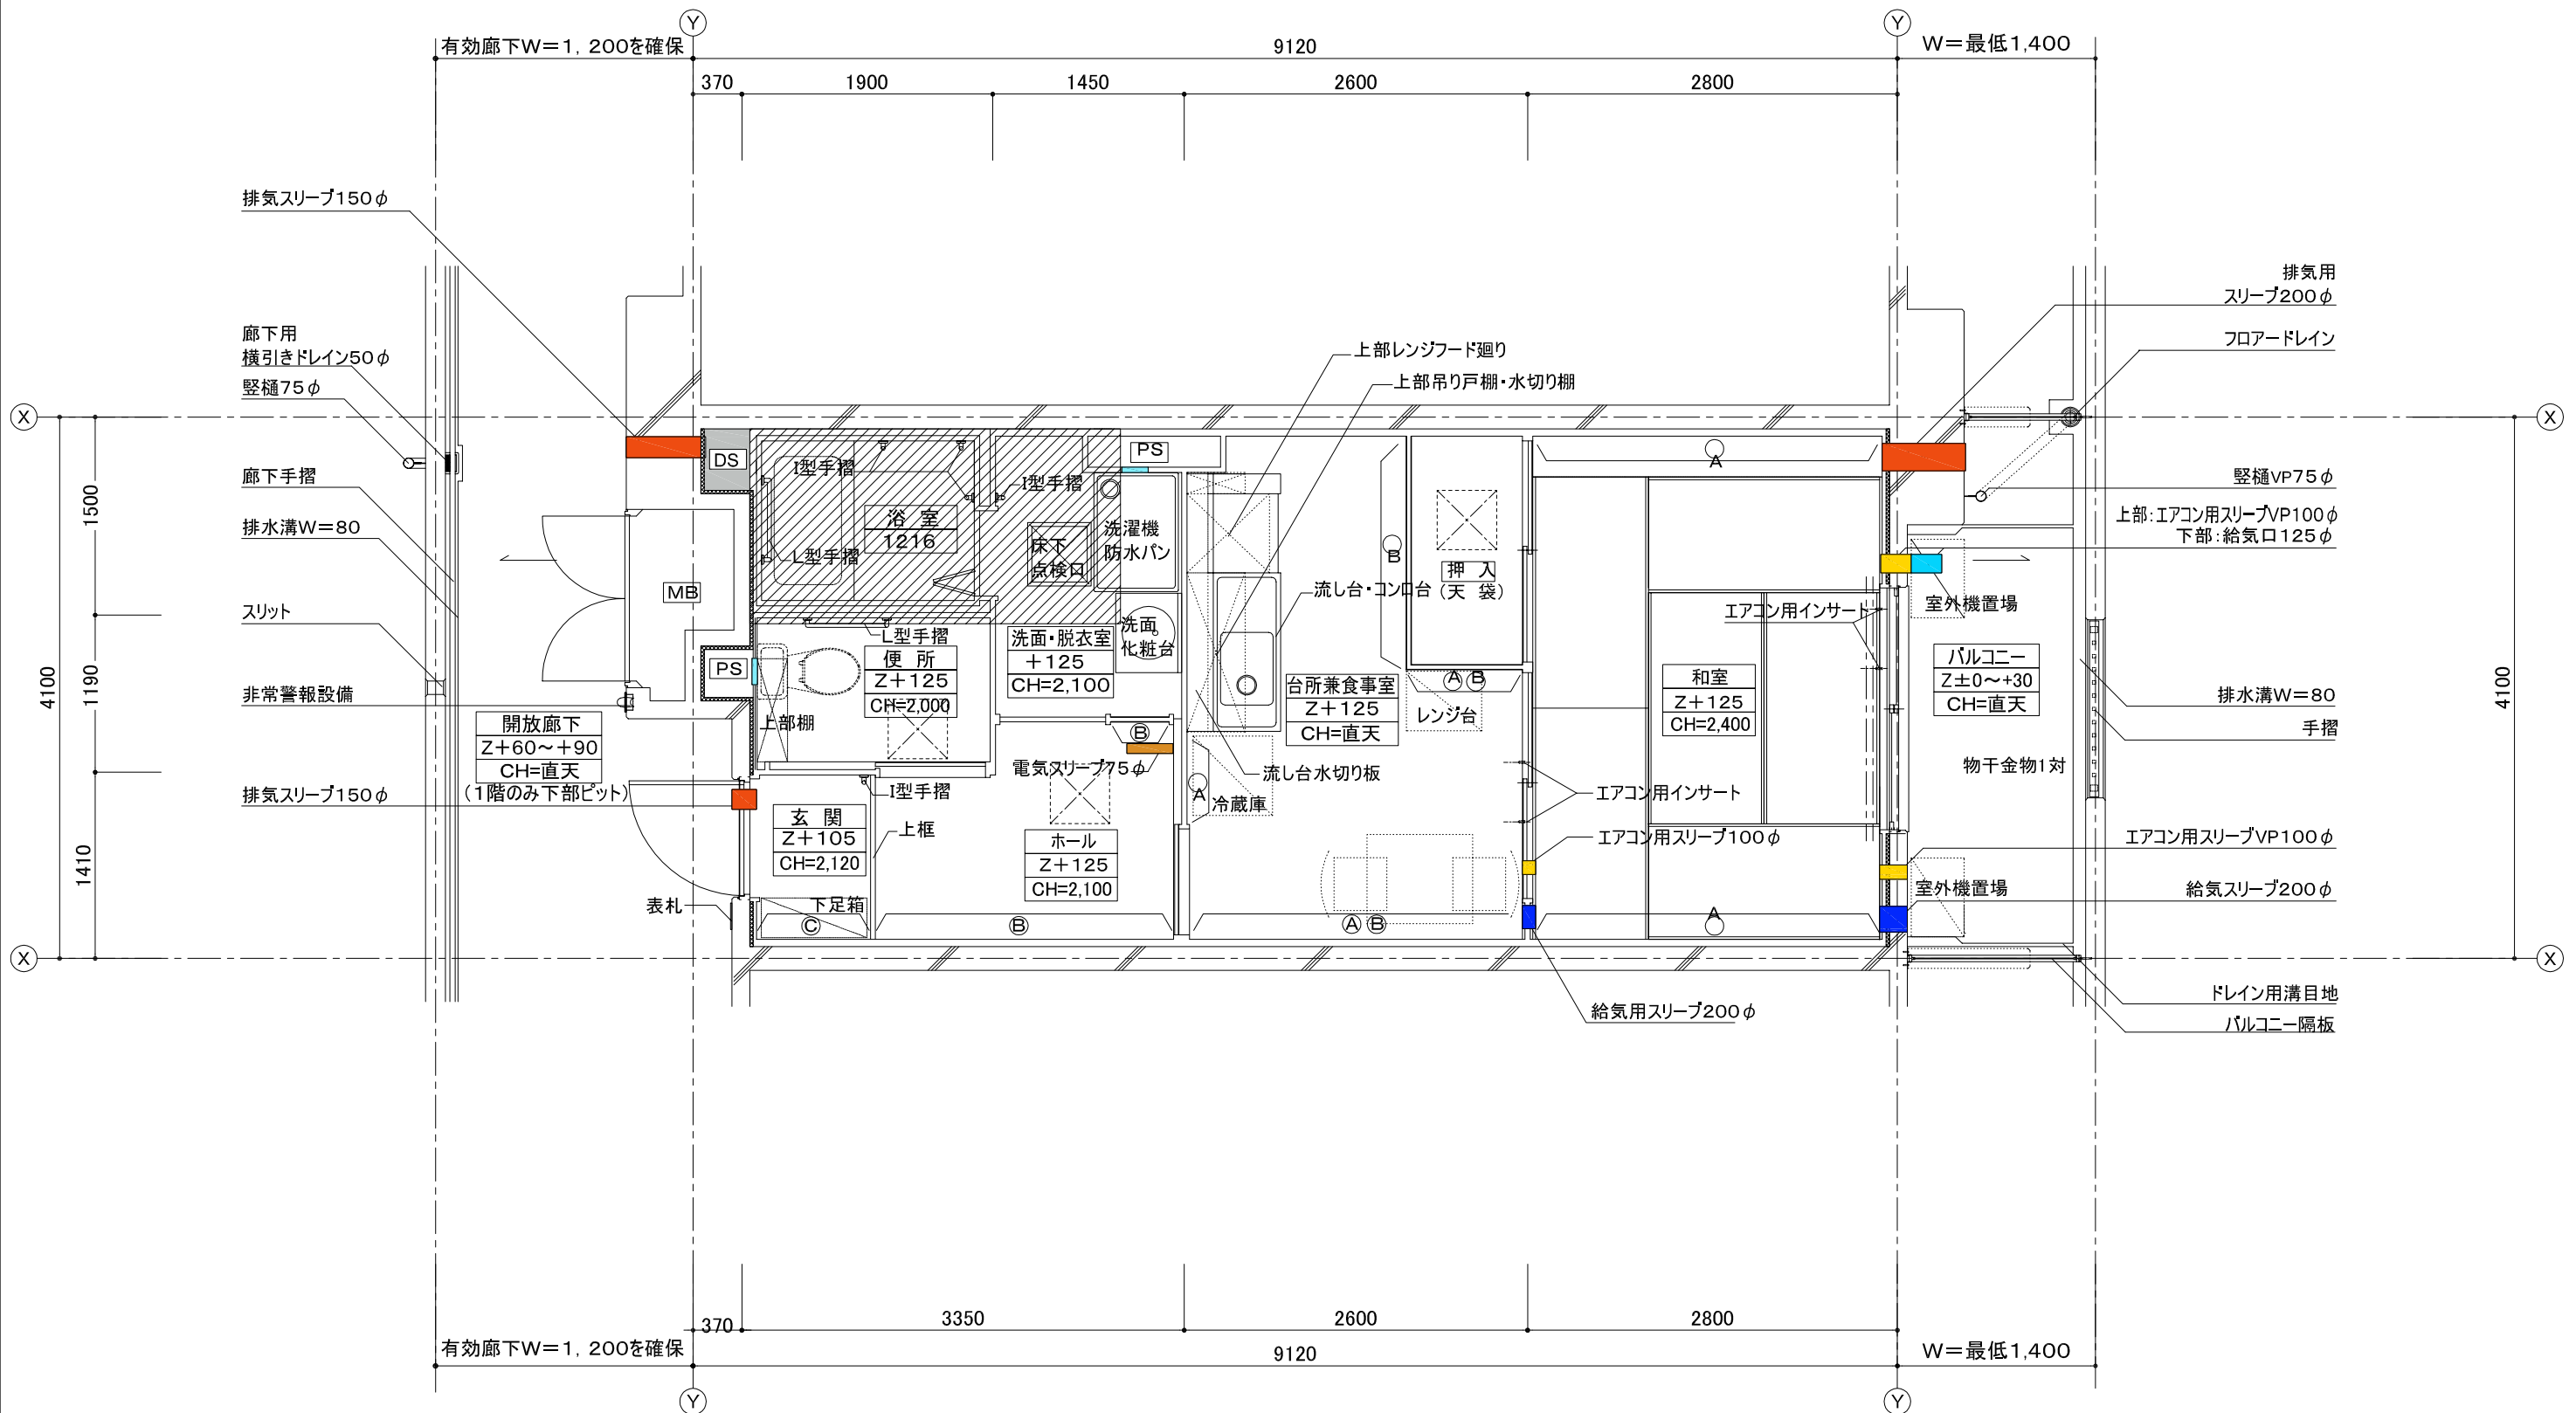 Y
Y
有効廊下W=1, 200を確保
9120
W=最低1,400
370
1900
1450
2600
2800
排気スリーブ150φ
排気用
スリーブ200φ
廊下用
横引きドレイン50φ
竪樋75φ
フロアードレイン
上部レンジフード廻り
上部吊り戸棚・水切り棚
X
X
DS
I型手摺
I型手摺
PS
A
廊下手摺
竪樋VP75φ
浴 室
1216
洗濯機
防水パン
床下
点検口
L型手摺
B
押 入
(天 袋)
排水溝W=80
上部:エアコン用スリーブVP100φ
下部:給気口125φ
1500
MB
流し台・コンロ台
エアコン用インサート
室外機置場
スリット
L型手摺
洗面・脱衣室
+125
CH=2,100
洗面
化粧台
便 所
Z+125
CH=2,000
PS
台所兼食事室
Z+125
CH=直天
A
B
レンジ台
和室
Z+125
CH=2,400
バルコニー
Z±0～+30
CH=直天
4100
1190
4100
非常警報設備
排水溝W=80
手摺
上部棚
開放廊下
Z+60～+90
CH=直天
(1階のみ下部ピット)
B
電気スリーブ75φ
流し台水切り板
物干金物1対
排気スリーブ150φ
I型手摺
A
冷蔵庫
エアコン用インサート
玄 関
Z+105
CH=2,120
上框
ホール
Z+125
CH=2,100
エアコン用スリーブ100φ
エアコン用スリーブVP100φ
1410
表札
下足箱
C
B
A
B
A
室外機置場
給気スリーブ200φ
X
X
給気用スリーブ200φ
ドレイン用溝目地
バルコニー隔板
370
3350
2600
2800
有効廊下W=1, 200を確保
9120
W=最低1,400
Y
Y